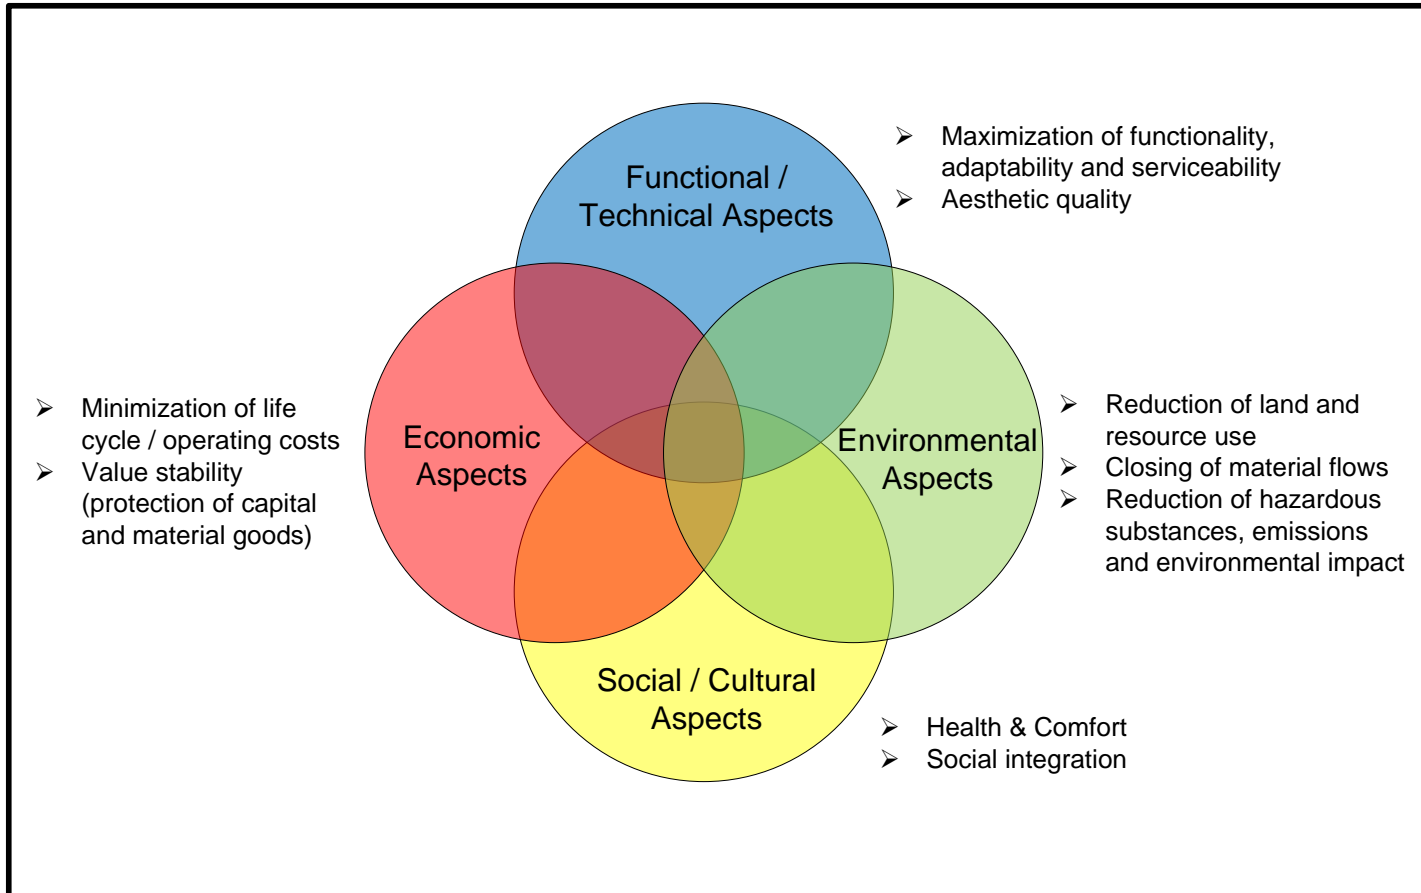 Functional /
Technical Aspects
➢ Maximization of functionality,
adaptability and serviceability
➢ Aesthetic quality
➢ Minimization of life
cycle / operating costs
➢ Value stability
(protection of capital
and material goods)
Economic
Aspects
Environmental
Aspects
➢ Reduction of land and
resource use
➢ Closing of material flows
➢ Reduction of hazardous
substances, emissions
and environmental impact
Social / Cultural
Aspects
➢ Health & Comfort
➢ Social integration